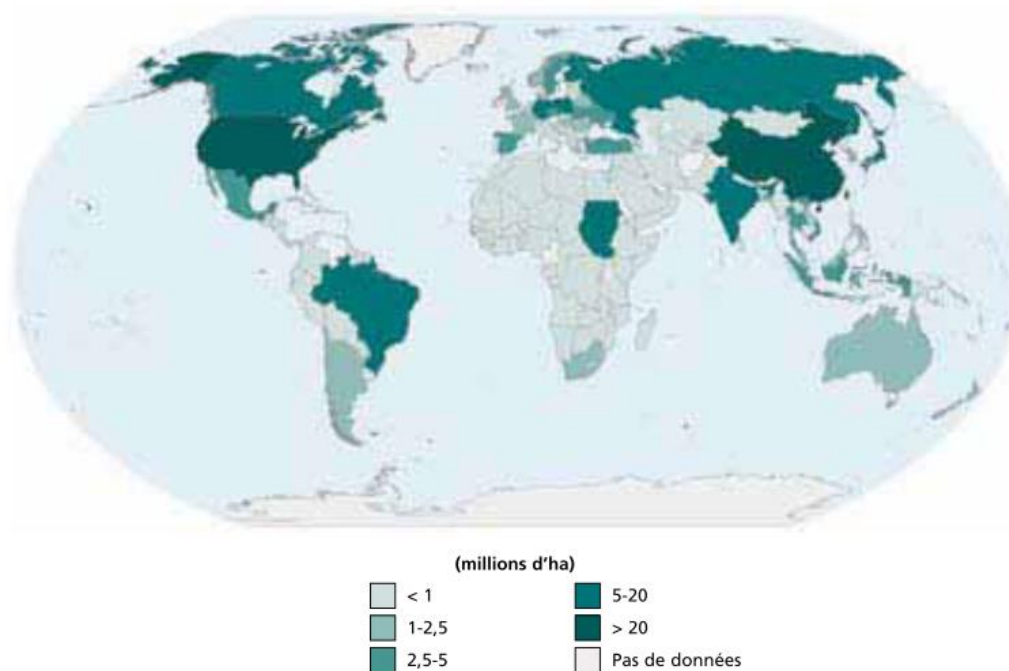 (millions d'ha)
< 1
1-2,5
2,5-5
5-20
> 20
Pas de données